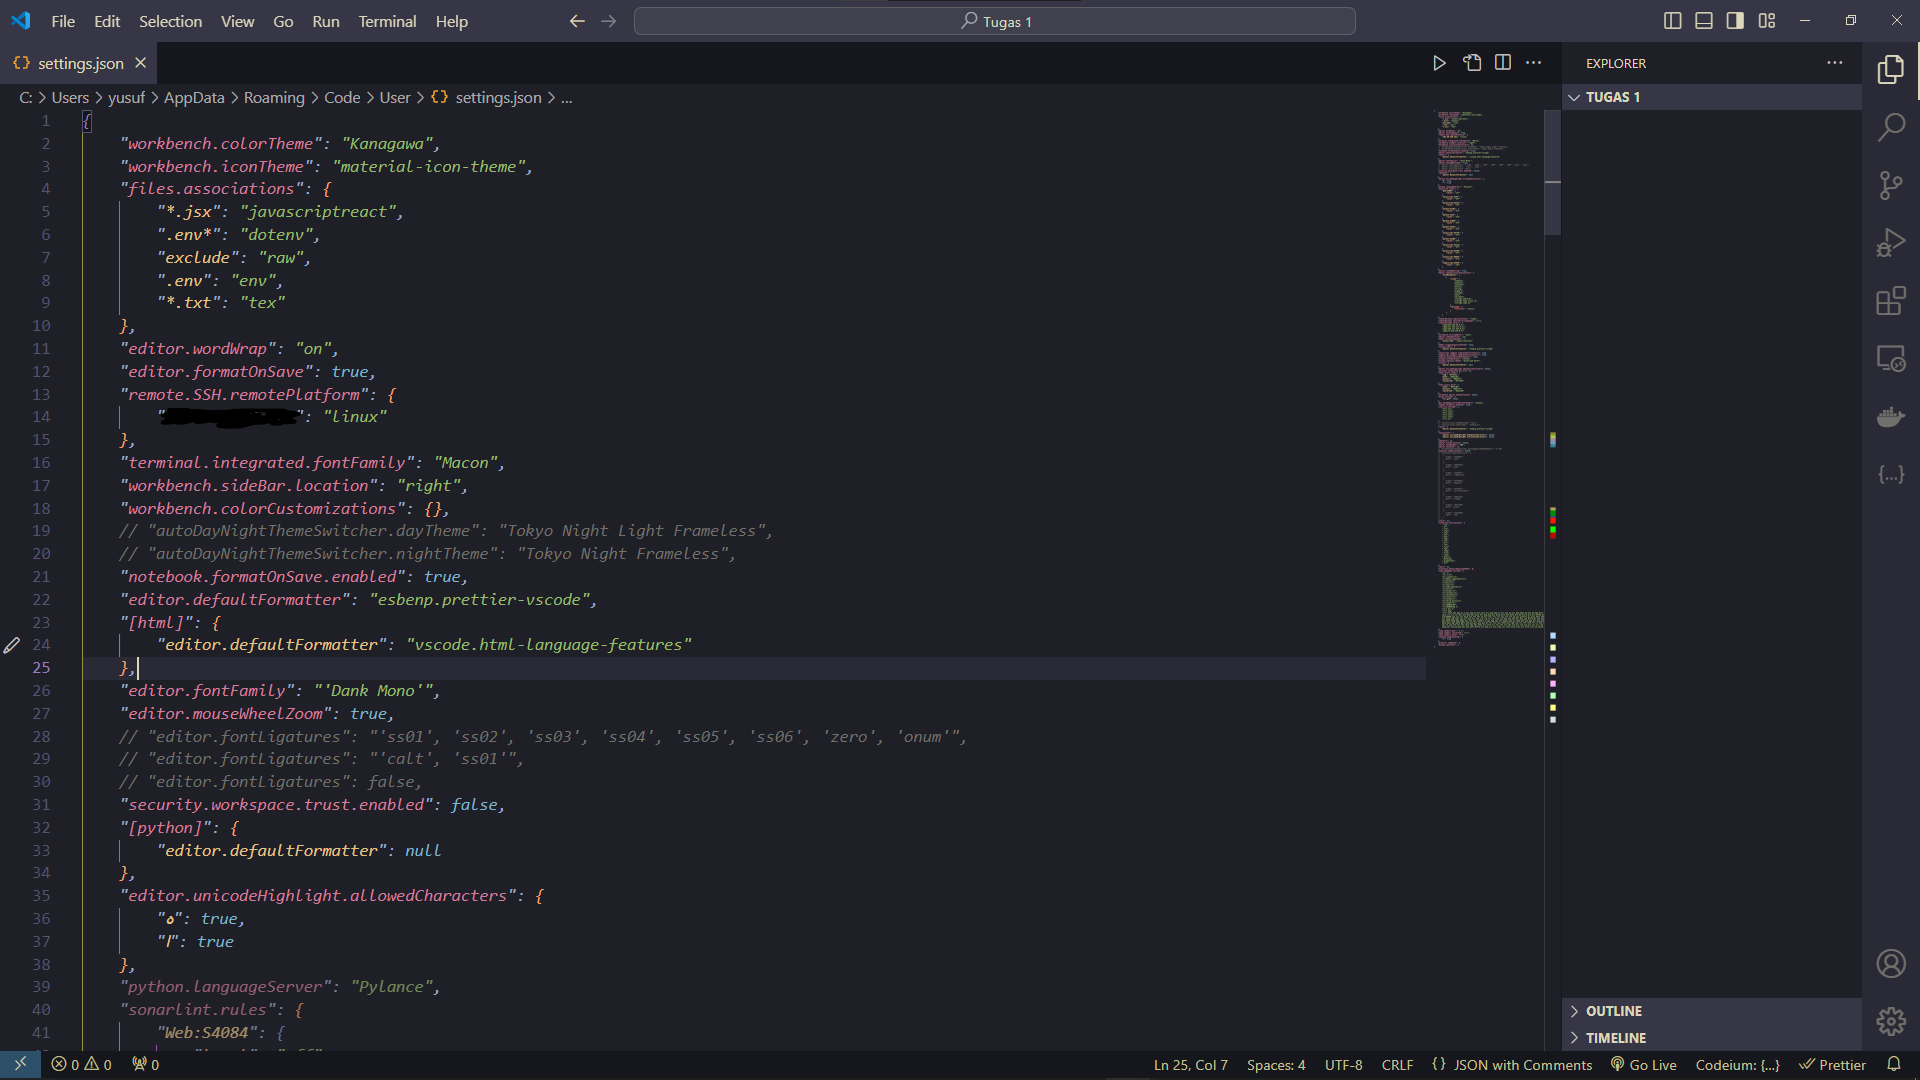 File Edit Selection View Go Run Terminal Help
Tugas 1
settings.json
C: > Users > yusuf > AppData > Roaming > Code > User > {} settings.json > ...
1 {
2 "workbench.colorTheme": "Kanagawa",
3 "workbench.iconTheme": "material-icon-theme",
4 "files.associations": {
5 "*.jsx": "javascriptreact",
6 ".env*": "dotenv",
7 "exclude": "raw",
8 ".env": "env",
9 "*.txt": "tex"
10 },
11 "editor.wordWrap": "on",
12 "editor.formatOnSave": true,
13 "remote.SSH.remotePlatform": {
14 "": "linux"
15 },
16 "terminal.integrated.fontFamily": "Macon",
17 "workbench.sideBar.location": "right",
18 "workbench.colorCustomizations": {},
19 // "autoDayNightThemeSwitcher.dayTheme": "Tokyo Night Light Frameless",
20 // "autoDayNightThemeSwitcher.nightTheme": "Tokyo Night Frameless",
21 "notebook.formatOnSave.enabled": true,
22 "editor.defaultFormatter": "esbenp.prettier-vscode",
23 "[html]": {
24 "editor.defaultFormatter": "vscode.html-language-features"
25 },
26 "editor.fontFamily": "'Dank Mono'",
27 "editor.mouseWheelZoom": true,
28 // "editor.fontLigatures": "'ss01', 'ss02', 'ss03', 'ss04', 'ss05', 'ss06', 'zero', 'onum'",
29 // "editor.fontLigatures": "'calt', 'ss01'",
30 // "editor.fontLigatures": false,
31 "security.workspace.trust.enabled": false,
32 "[python]": {
33 "editor.defaultFormatter": null
34 },
35 "editor.unicodeHighlight.allowedCharacters": {
36 "ه": true,
37 "ا": true
38 },
39 "python.languageServer": "Pylance",
40 "sonarlint.rules": {
41 "Web:S4084": {
EXPLORER
TUGAS 1
OUTLINE
TIMELINE
0 0 0
Ln 25, Col 7 Spaces: 4 UTF-8 CRLF {} JSON with Comments Go Live Codeium: {...} Prettier